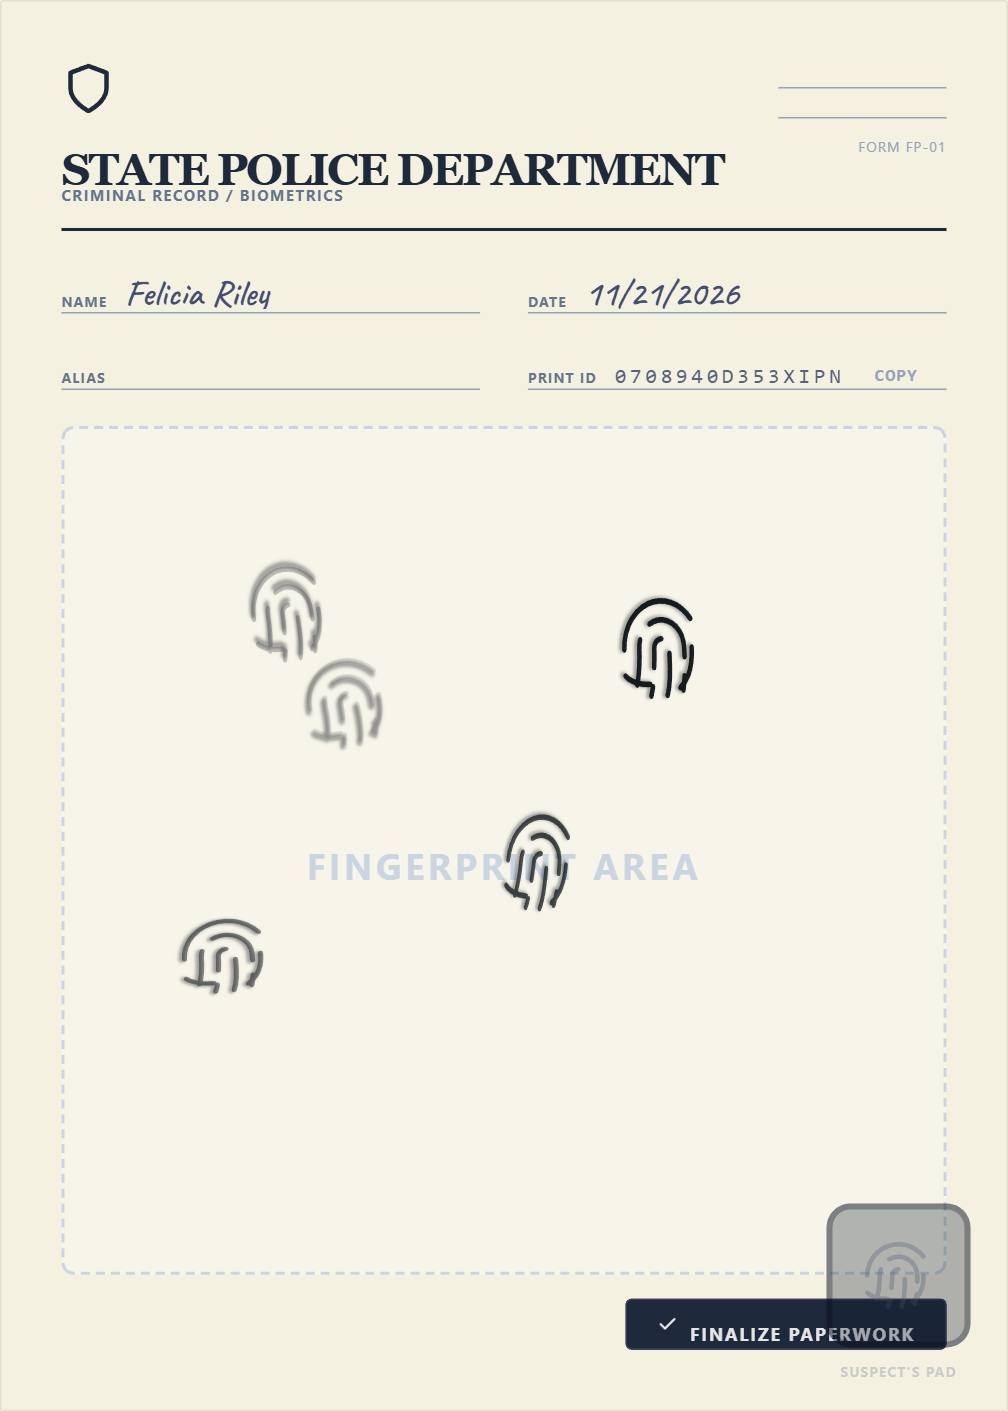 FORM FP-01
STATE POLICE DEPARTMENT
CRIMINAL RECORD / BIOMETRICS
NAME Felicia Riley
DATE 11/21/2026
ALIAS
PRINT ID 0708940D353XIPN COPY
FINGERPRINT AREA
FINALIZE PAPERWORK
SUSPECT'S PAD